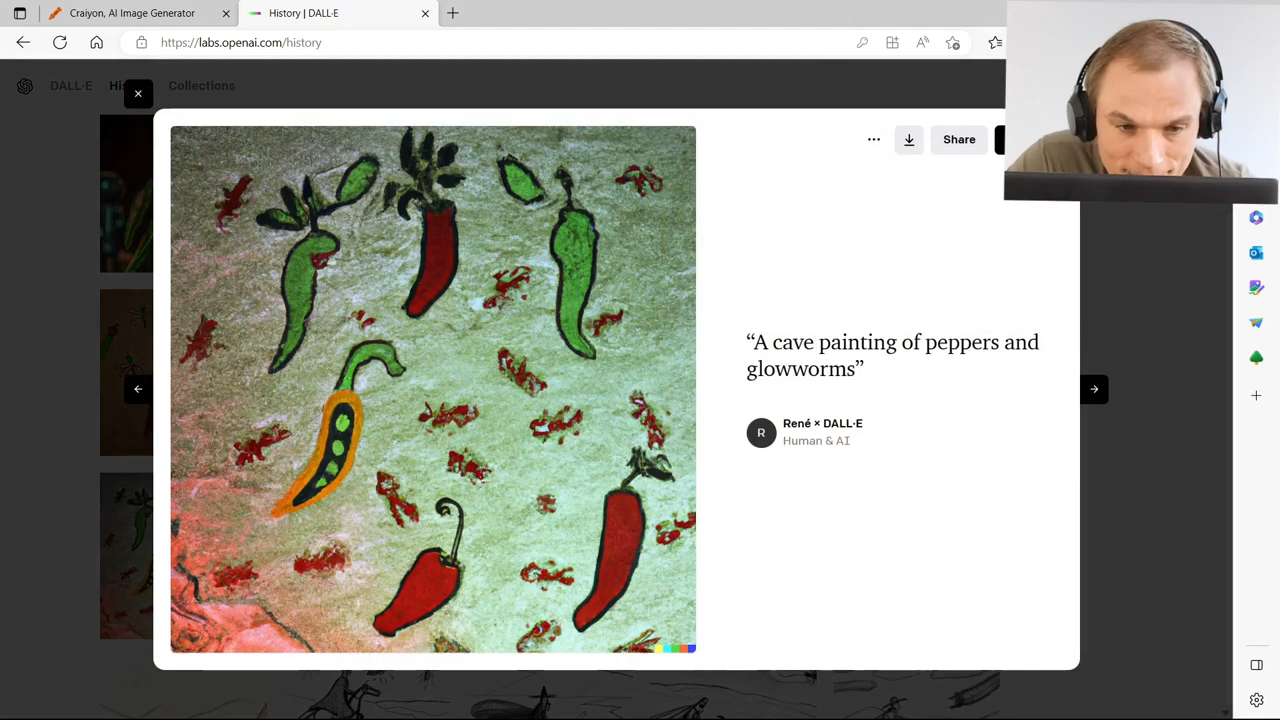 Craiyon, AI Image Generator
History | DALL·E
https://labs.openai.com/history
DALL·E
His
Collections
Share
“A cave painting of peppers and
glowworms”
R
René × DALL·E
Human & AI